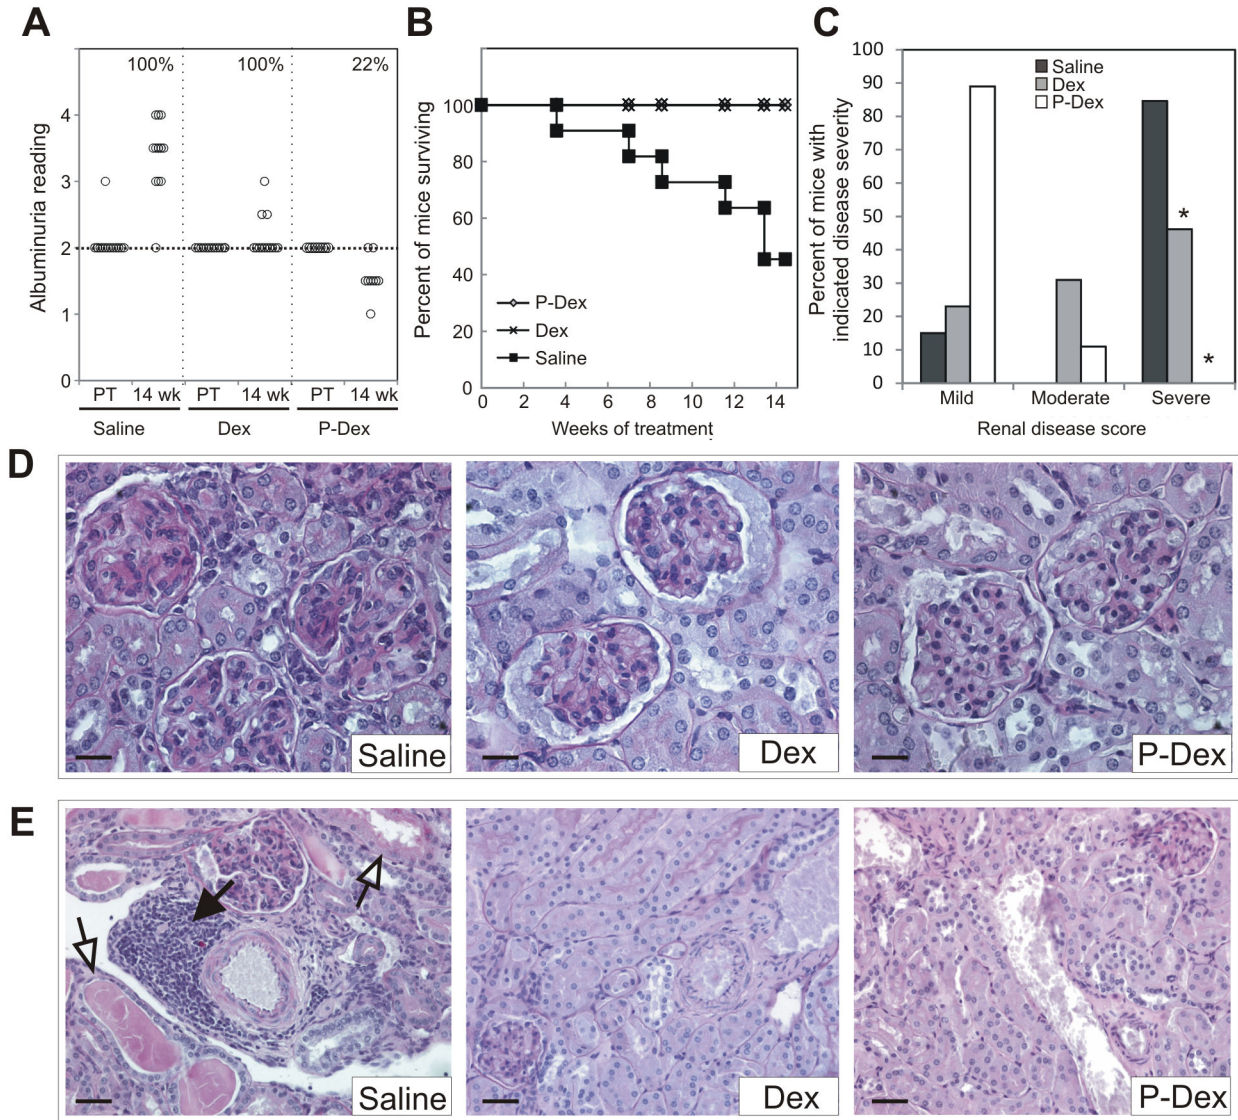 A
Albuminuria reading
100%
100%
22%
4
3
2
1
0
PT
14 wk
PT
14 wk
PT
14 wk
Saline
Dex
P-Dex
B
Percent of mice surviving
100
80
60
40
20
0
P-Dex
Dex
Saline
0
2
4
6
8
10
12
14
Weeks of treatment
C
Percent of mice with
indicated disease severity
100
90
80
70
60
50
40
30
20
10
0
Saline
Dex
P-Dex
*
*
Mild
Moderate
Severe
Renal disease score
D
Saline
Dex
P-Dex
E
Saline
Dex
P-Dex